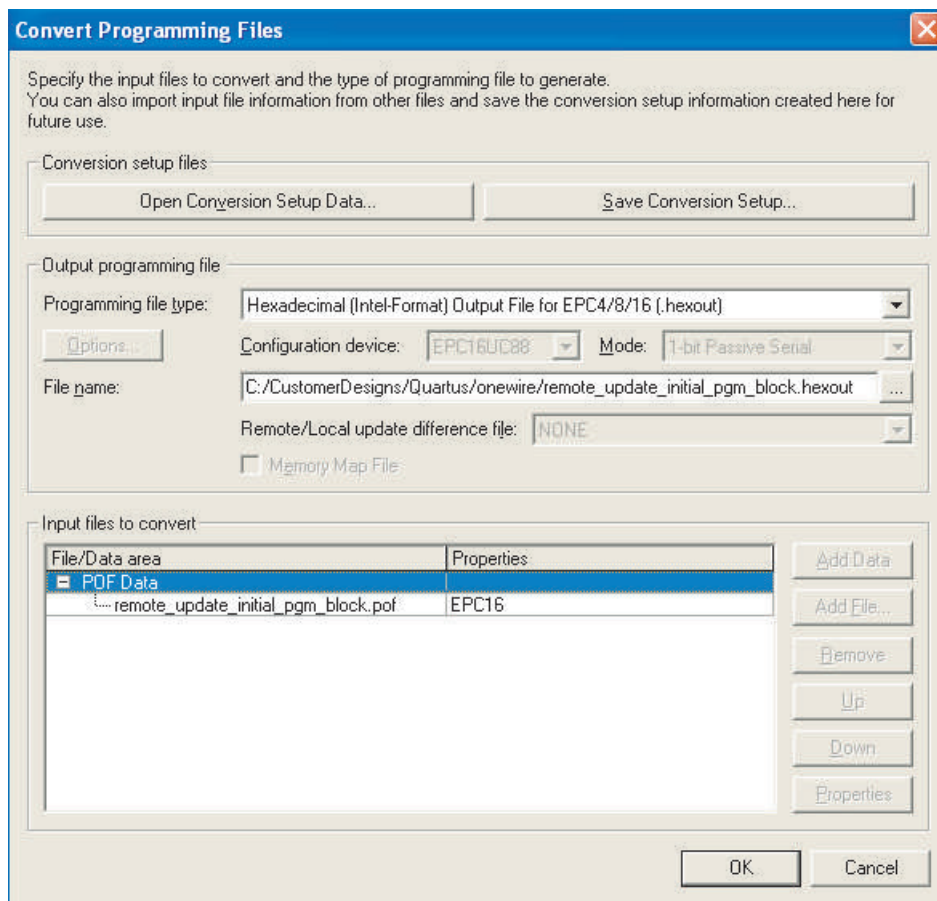 Convert Programming Files
Specify the input files to convert and the type of programming file to generate.
You can also import input file information from other files and save the conversion setup information created here for
future use.
Conversion setup files
Open Conversion Setup Data...
Save Conversion Setup...
Output programming file
Programming file type:
Hexadecimal (Intel-Format) Output File for EPC4/8/16 (.hexout)
Options...
Configuration device:
EPC16UC88
Mode:
1-bit Passive Serial
File name:
C:/CustomerDesigns/Quartus/onewire/remote_update_initial_pgm_block.hexout
...
Remote/Local update difference file:
NONE
Memory Map File
Input files to convert
File/Data area
Properties
Add Data
POF Data
remote_update_initial_pgm_block.pof
EPC16
Add File...
Remove
Up
Down
Properties
OK
Cancel